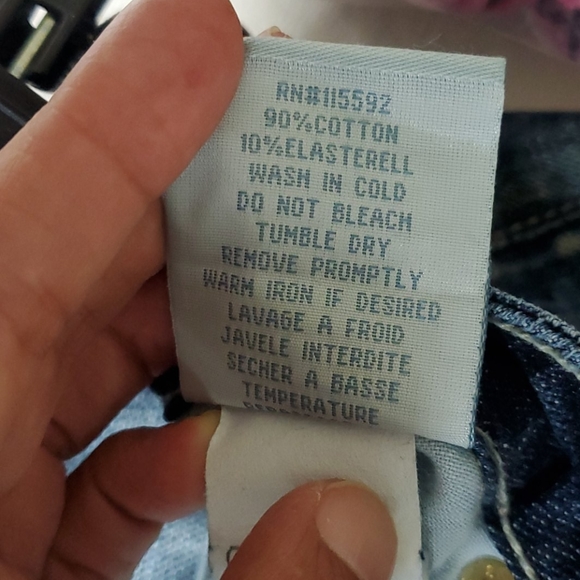 RN#115592
90%COTTON
10%ELASTERELL
WASH IN COLD
DO NOT BLEACH
TUMBLE DRY
REMOVE PROMPTLY
WARM IRON IF DESIRED
LAVAGE A FROID
JAVELE INTERDITE
SECHER A BASSE
TEMPERATURE